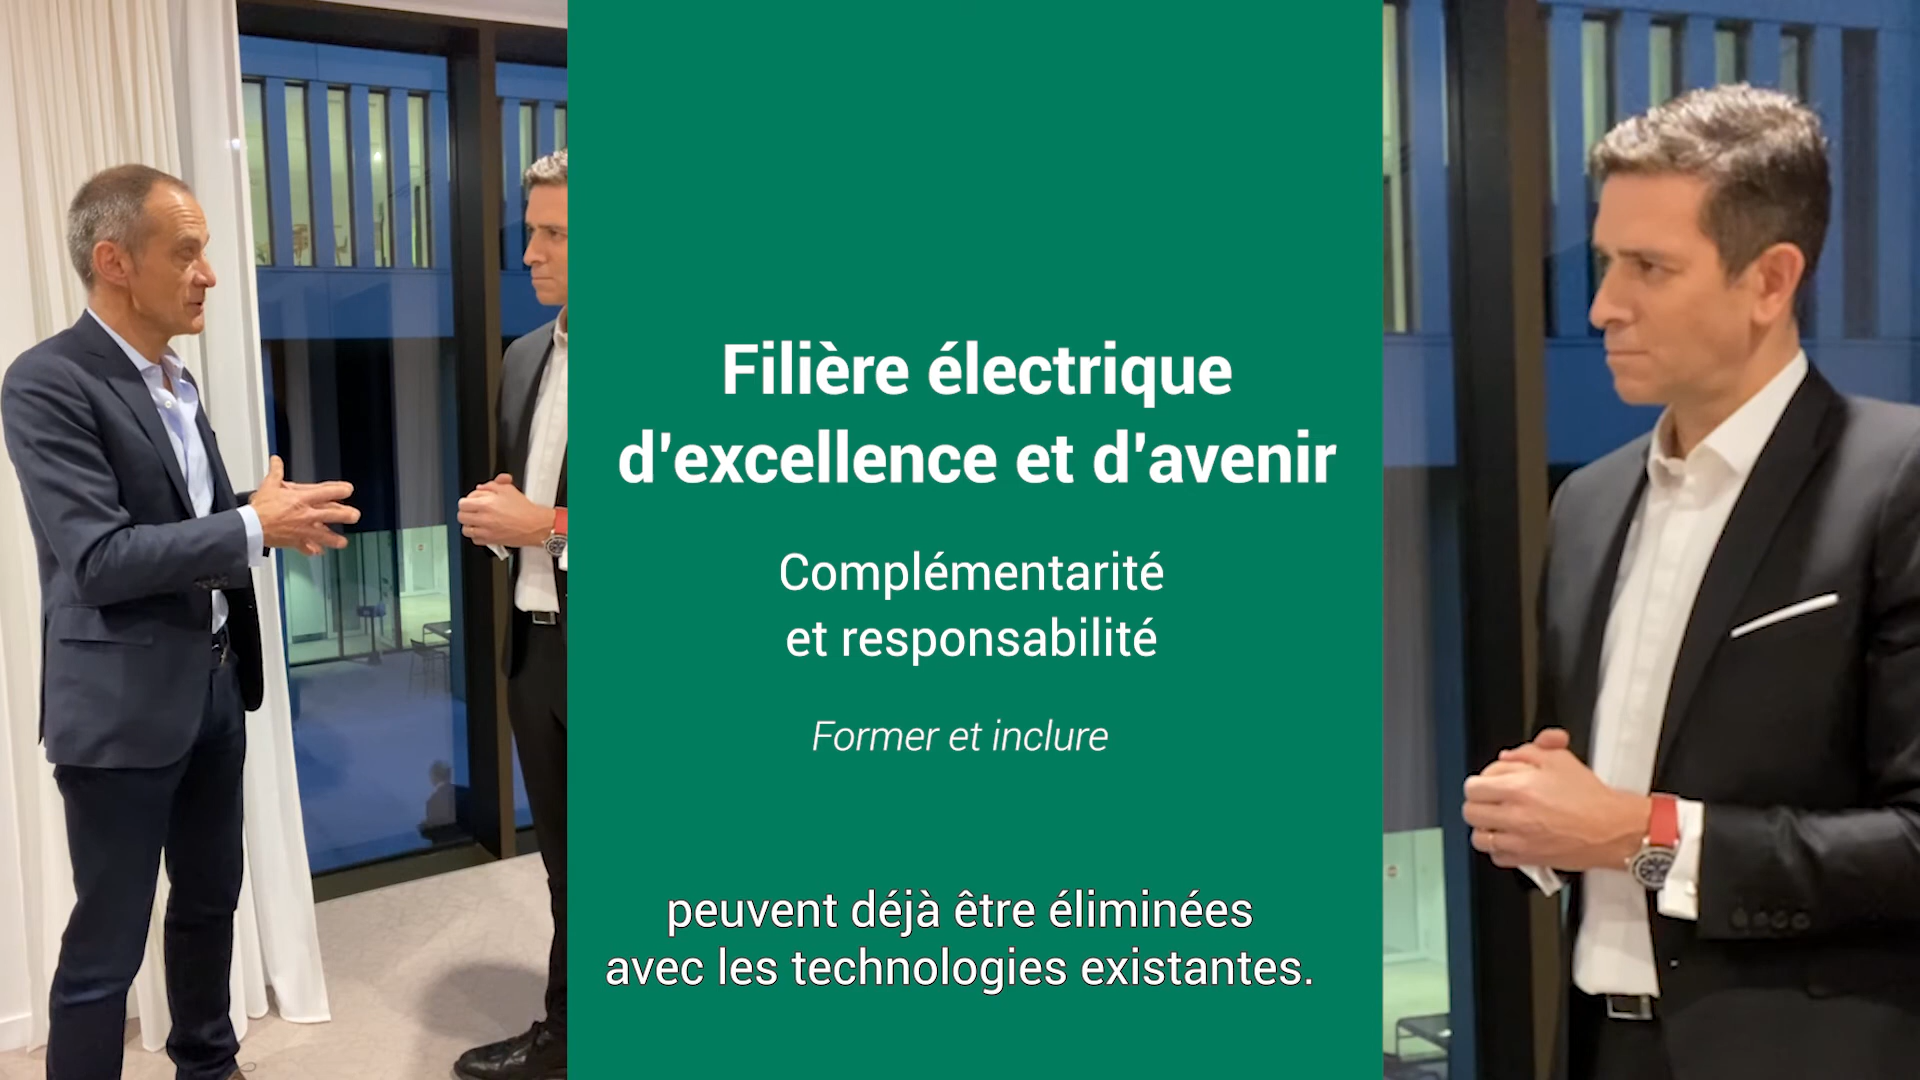 Filière électrique
d'excellence et d'avenir
Complémentarité
et responsabilité
Former et inclure
peuvent déjà être éliminées
avec les technologies existantes.